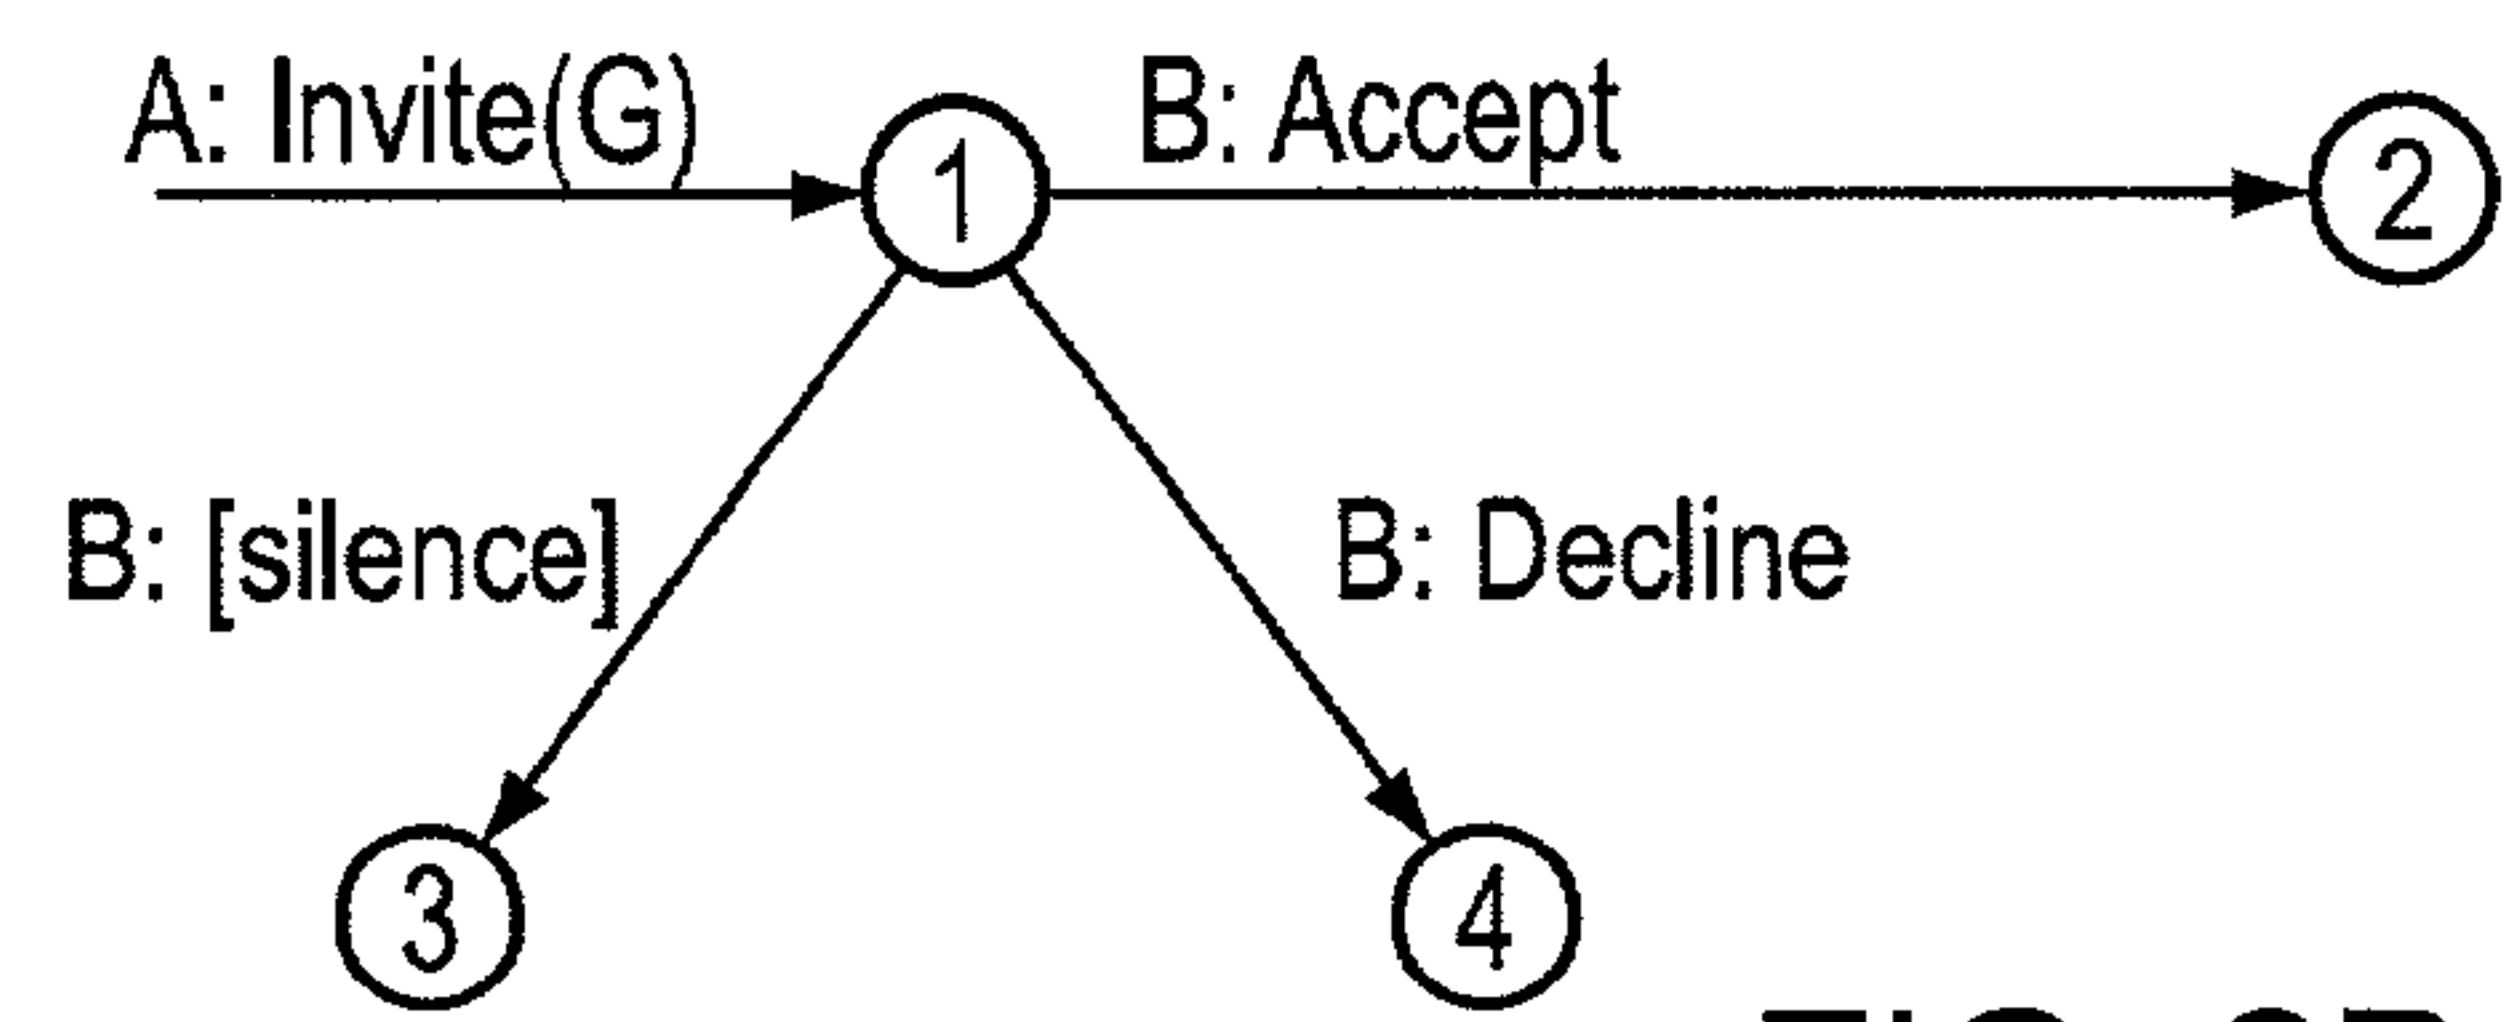 A: Invite(G)
B: Accept
1
2
B: [silence]
B: Decline
3
4